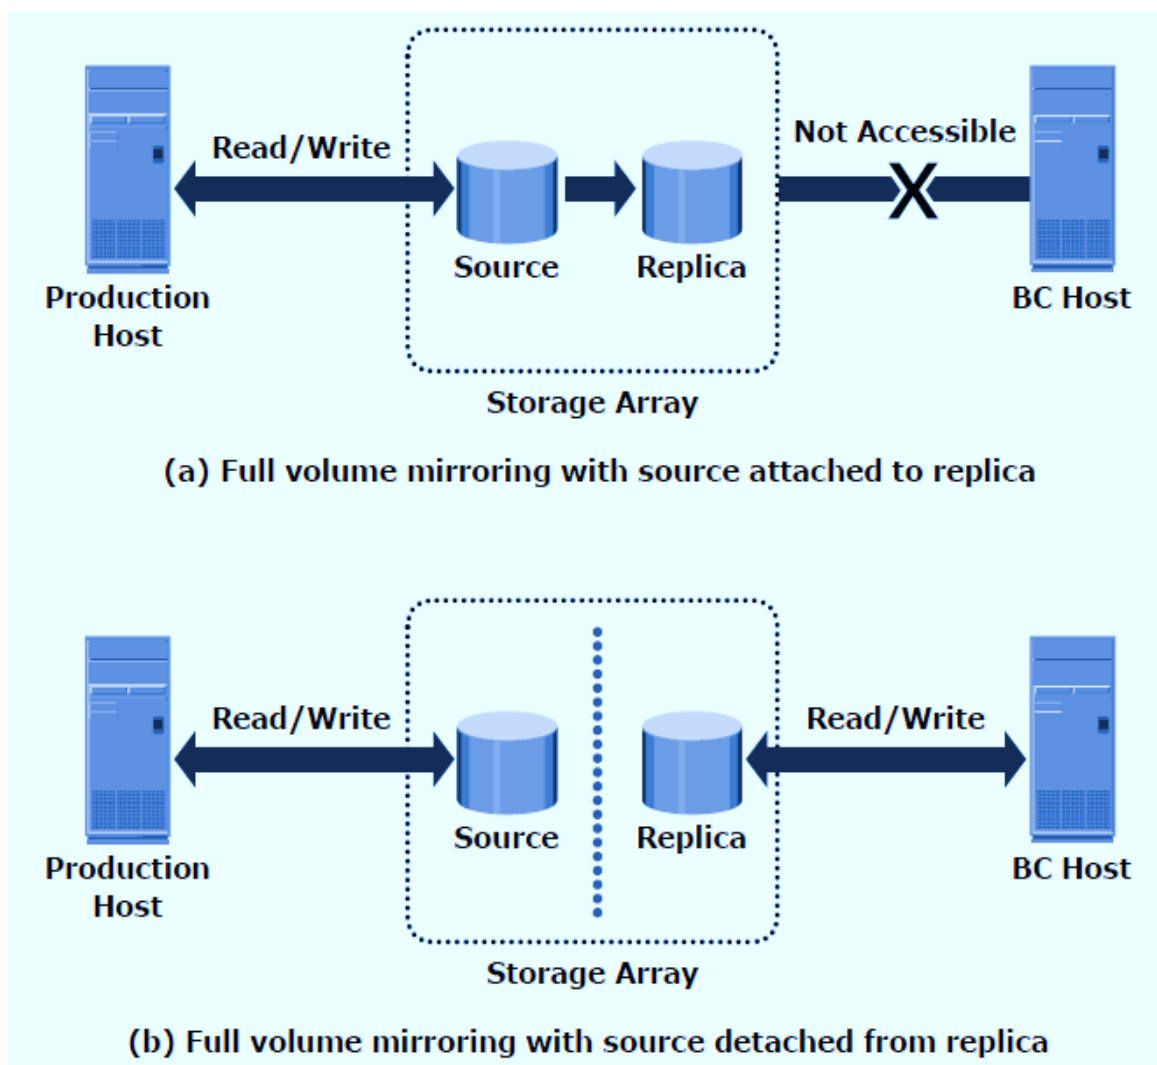 Read/Write
Not Accessible
Source
Replica
Production
Host
BC Host
Storage Array
(a) Full volume mirroring with source attached to replica
Read/Write
Read/Write
Source
Replica
Production
Host
BC Host
Storage Array
(b) Full volume mirroring with source detached from replica